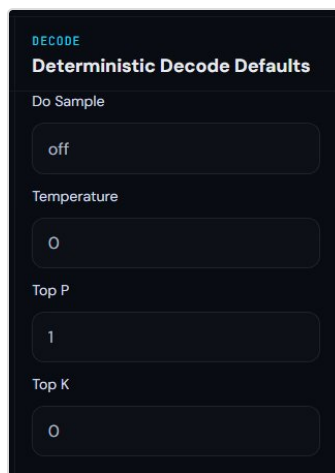 DECODE
Deterministic Decode Defaults
Do Sample
off
Temperature
0
Top P
1
Top K
0